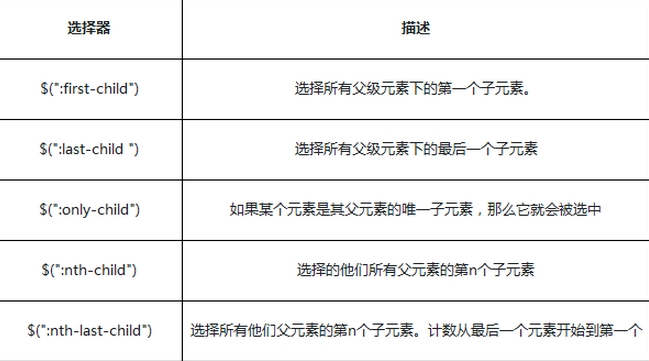 选择器 描述
$(":first-child") 选择所有父级元素下的第一个子元素。
$(":last-child ") 选择所有父级元素下的最后一个子元素
$(":only-child") 如果某个元素是其父元素的唯一子元素，那么它就会被选中
$(":nth-child") 选择的他们所有父元素的第n个子元素
$(":nth-last-child") 选择所有他们父元素的第n个子元素。计数从最后一个元素开始到第一个